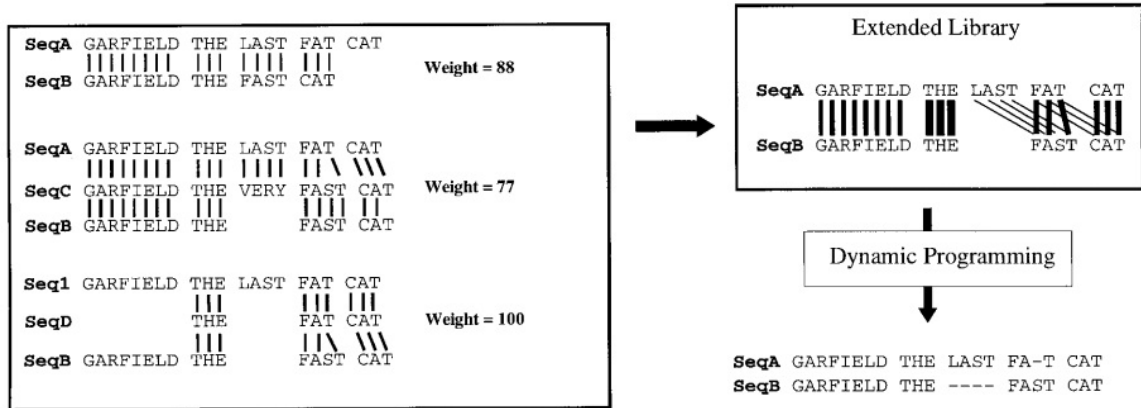 SeqA GARFIELD THE LAST FAT CAT
SeqB GARFIELD THE FAST CAT
Weight = 88
SeqA GARFIELD THE LAST FAT CAT
SeqC GARFIELD THE VERY FAST CAT
SeqB GARFIELD THE FAST CAT
Weight = 77
Seq1 GARFIELD THE LAST FAT CAT
SeqD THE FAT CAT
SeqB GARFIELD THE FAST CAT
Weight = 100
Extended Library
SeqA GARFIELD THE LAST FAT CAT
SeqB GARFIELD THE FAST CAT
Dynamic Programming
SeqA GARFIELD THE LAST FA-T CAT
SeqB GARFIELD THE ---- FAST CAT